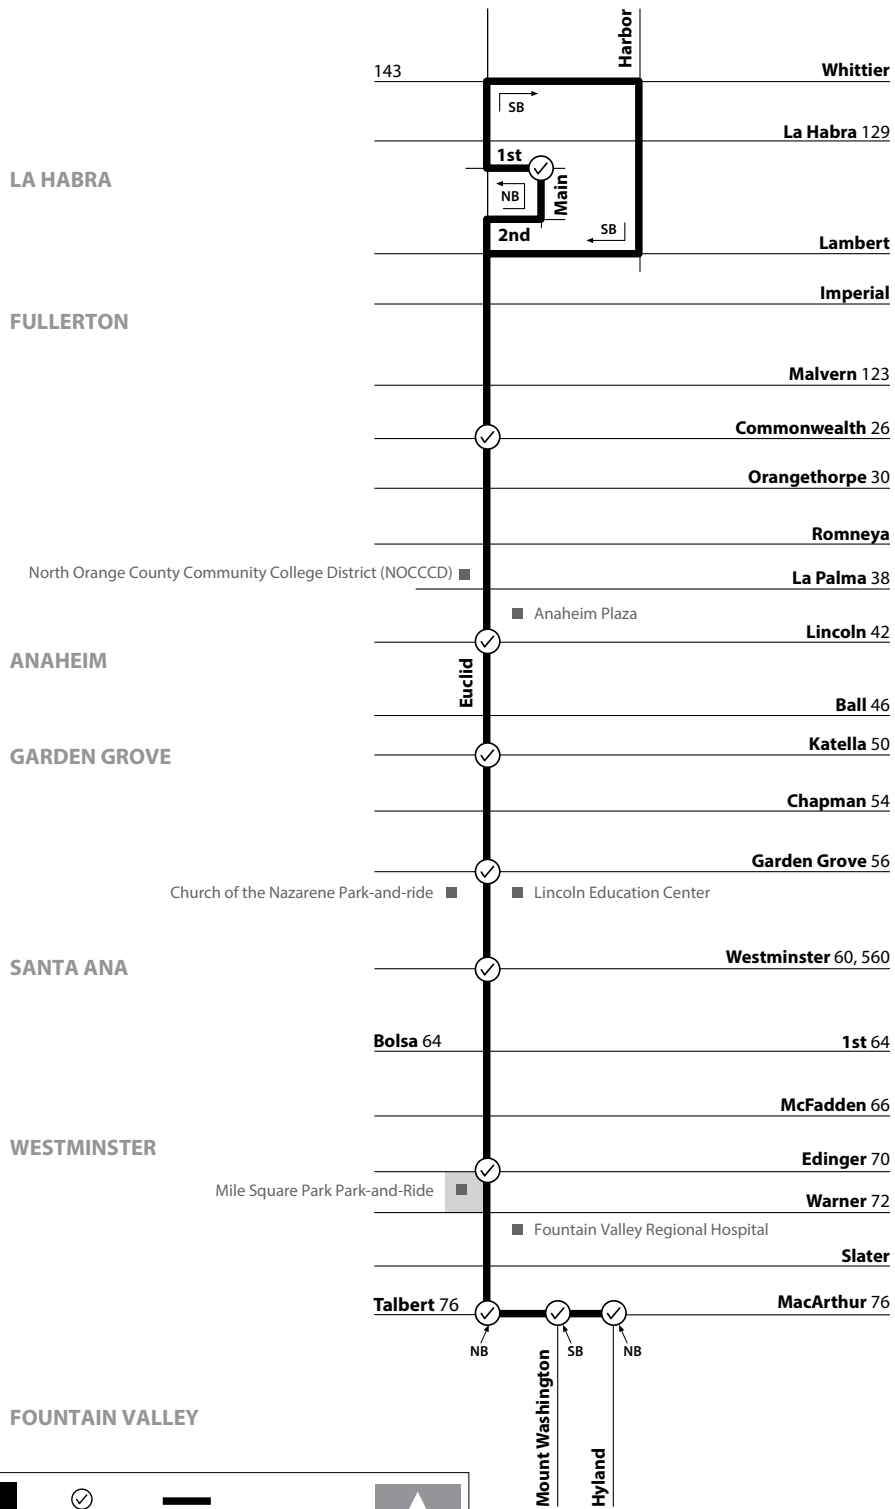 Harbor
143
Whittier
SB
La Habra 129
1st
LA HABRA
Main
NB
2nd
SB
Lambert
Imperial
FULLERTON
Malvern 123
Commonwealth 26
Orangethorpe 30
Romneya
North Orange County Community College District (NOCCCD)
La Palma 38
Anaheim Plaza
Lincoln 42
ANAHEIM
Euclid
Ball 46
Katella 50
GARDEN GROVE
Chapman 54
Garden Grove 56
Church of the Nazarene Park-and-ride
Lincoln Education Center
Westminster 60, 560
SANTA ANA
Bolsa 64
1st 64
McFadden 66
WESTMINSTER
Edinger 70
Mile Square Park Park-and-Ride
Warner 72
Fountain Valley Regional Hospital
Slater
Talbert 76
MacArthur 76
NB
SB
NB
Mount Washington
Hyland
FOUNTAIN VALLEY